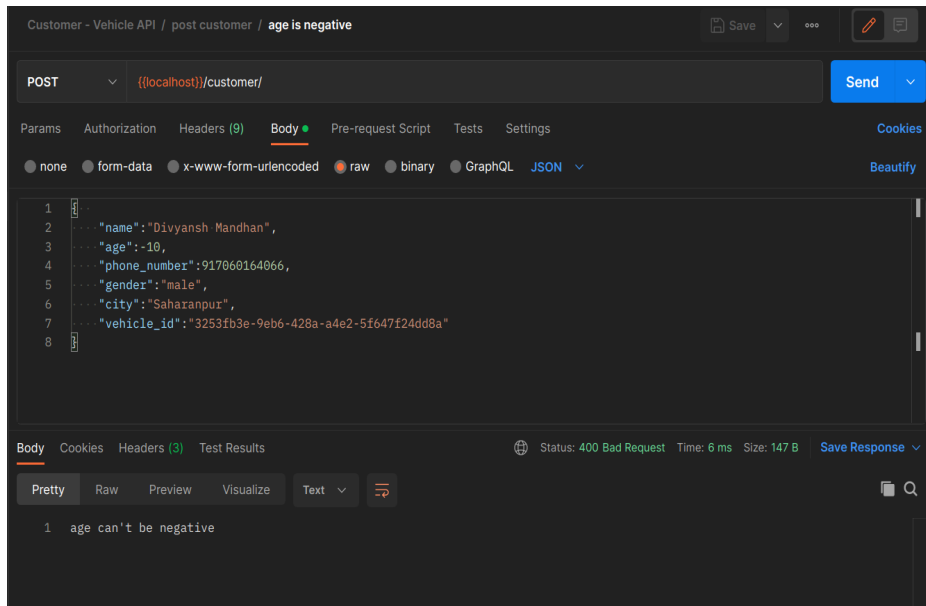 Customer - Vehicle API / post customer / age is negative
Save
POST {{localhost}}/customer/ Send
Params Authorization Headers (9) Body Pre-request Script Tests Settings Cookies
none form-data x-www-form-urlencoded raw binary GraphQL JSON Beautify
1 {
2 "name":"Divyansh Mandhan",
3 "age":-10,
4 "phone_number":917060164066,
5 "gender":"male",
6 "city":"Saharanpur",
7 "vehicle_id":"3253fb3e-9eb6-428a-a4e2-5f647f24dd8a"
8 }
Body Cookies Headers (3) Test Results Status: 400 Bad Request Time: 6 ms Size: 147 B Save Response
Pretty Raw Preview Visualize Text
1 age can't be negative